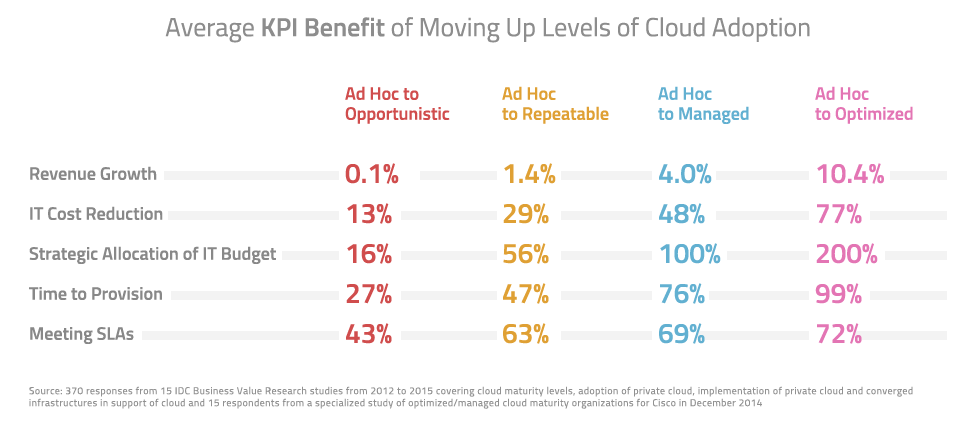 Average KPI Benefit of Moving Up Levels of Cloud Adoption
Ad Hoc to Opportunistic
Ad Hoc to Repeatable
Ad Hoc to Managed
Ad Hoc to Optimized
Revenue Growth 0.1% 1.4% 4.0% 10.4%
IT Cost Reduction 13% 29% 48% 77%
Strategic Allocation of IT Budget 16% 56% 100% 200%
Time to Provision 27% 47% 76% 99%
Meeting SLAs 43% 63% 69% 72%
Source: 370 responses from 15 IDC Business Value Research studies from 2012 to 2015 covering cloud maturity levels, adoption of private cloud, implementation of private cloud and converged
infrastructures in support of cloud and 15 respondents from a specialized study of optimized/managed cloud maturity organizations for Cisco in December 2014